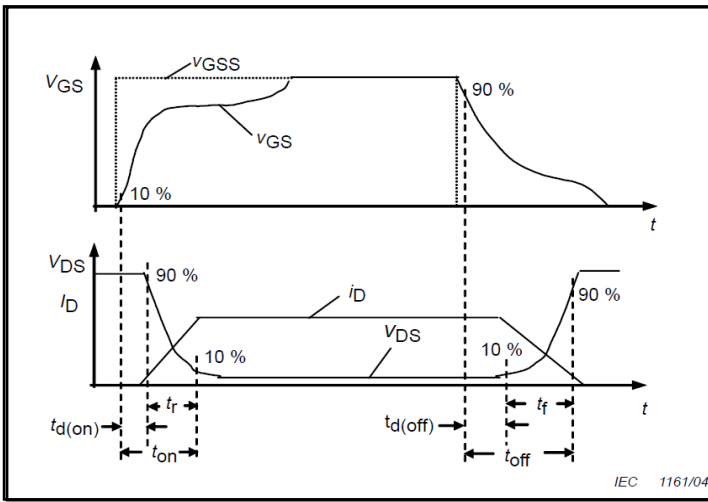 vGSS
VGS
90 %
vGS
10 %
t
VDS
ID
90 %
iD
90 %
VDS
10 %
10 %
tr
tf
t
td(on)
td(off)
ton
toff
IEC 1161/04